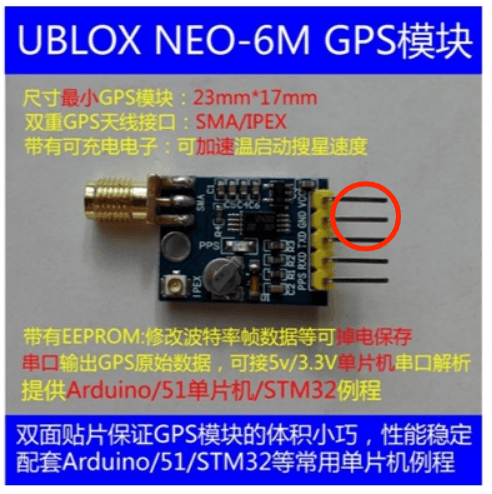 UBLOX NEO-6M GPS模块
尺寸最小GPS模块：23mm*17mm
双重GPS天线接口：SMA/IPEX
带有可充电电子：可加速温启动搜星速度
SMA
C1
C5C4C6
R4
PPS
IPEX
R3
R2
R1
C2
VCC
GND
TXD
RXD
PPS
带有EEPROM:修改波特率帧数据等可掉电保存
串口输出GPS原始数据，可接5v/3.3V单片机串口解析
提供Arduino/51单片机/STM32例程
双面贴片保证GPS模块的体积小巧，性能稳定
配套Arduino/51/STM32等常用单片机例程